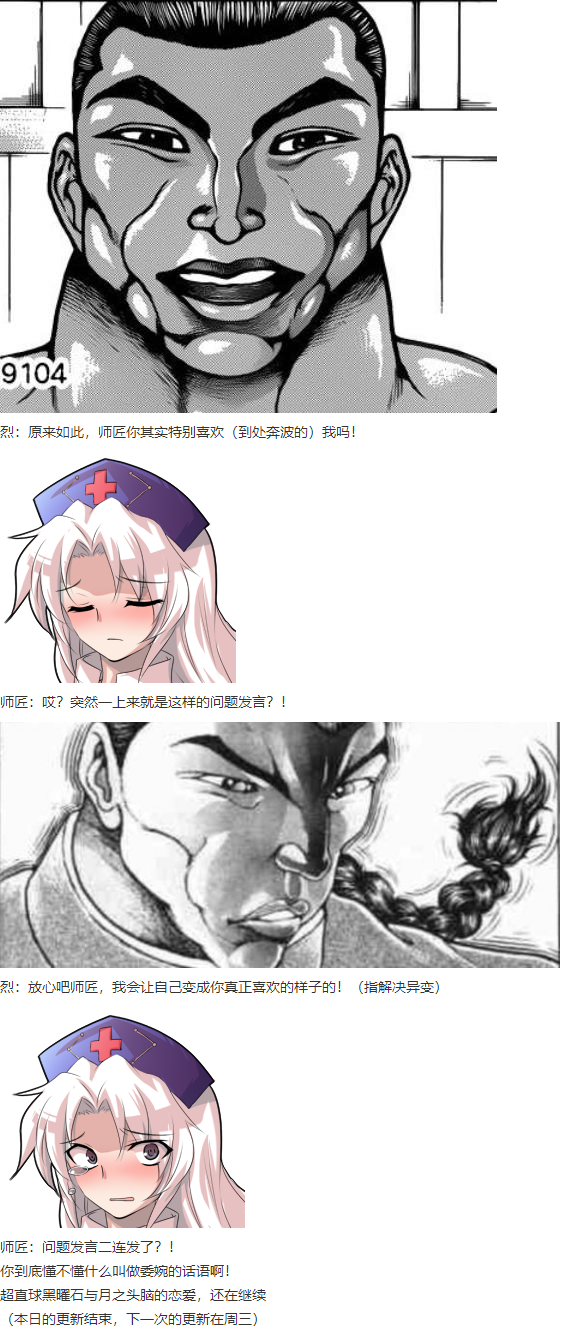 9104
烈：原来如此，师匠你其实特别喜欢（到处奔波的）我吗！
师匠：哎？突然一上来就是这样的问题发言？！
烈：放心吧师匠，我会让自己变成你真正喜欢的样子的！（指解决异变）
师匠：问题发言二连发了？！
你到底懂不懂什么叫做委婉的话语啊！
超直球黑曜石与月之头脑的恋爱，还在继续
（本日的更新结束，下一次的更新在周三）